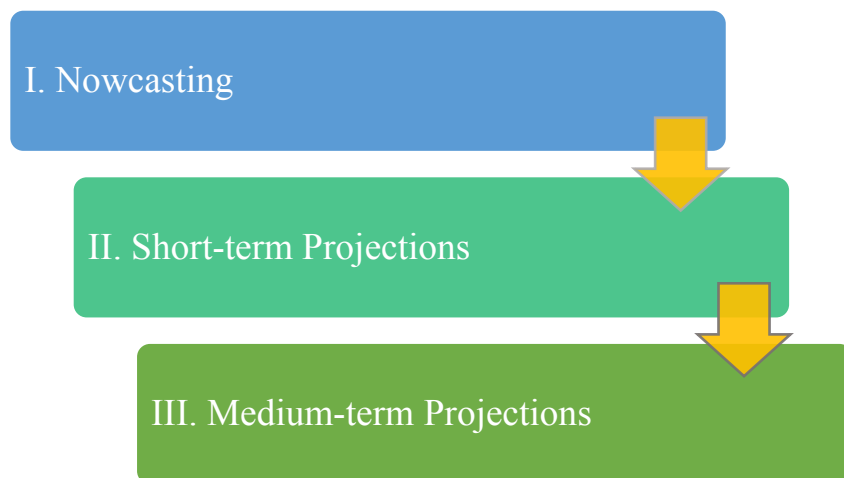 I. Nowcasting
II. Short-term Projections
III. Medium-term Projections